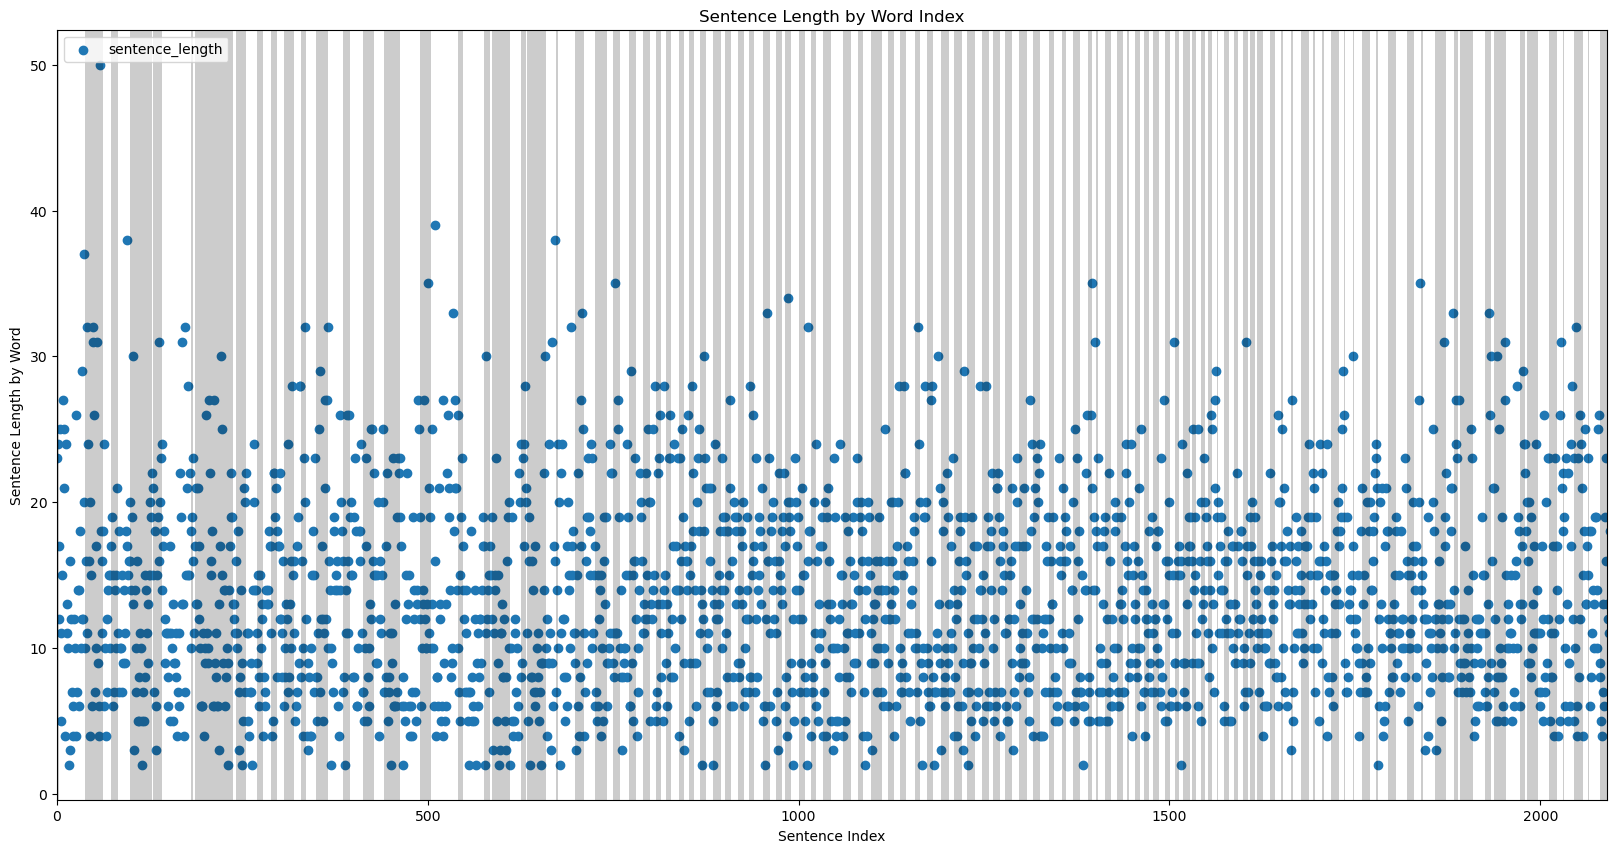 Sentence Length by Word Index
sentence_length
50
40
30
20
10
0
Sentence Length by Word
0 500 1000 1500 2000
Sentence Index